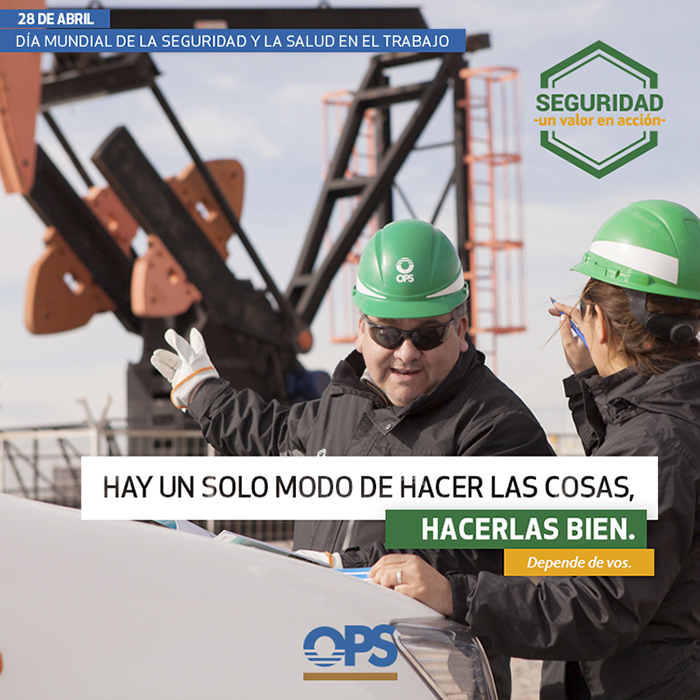 28 DE ABRIL
DÍA MUNDIAL DE LA SEGURIDAD Y LA SALUD EN EL TRABAJO
SEGURIDAD
-un valor en acción-
OPS
HAY UN SOLO MODO DE HACER LAS COSAS,
HACERLAS BIEN.
Depende de vos.
OPS